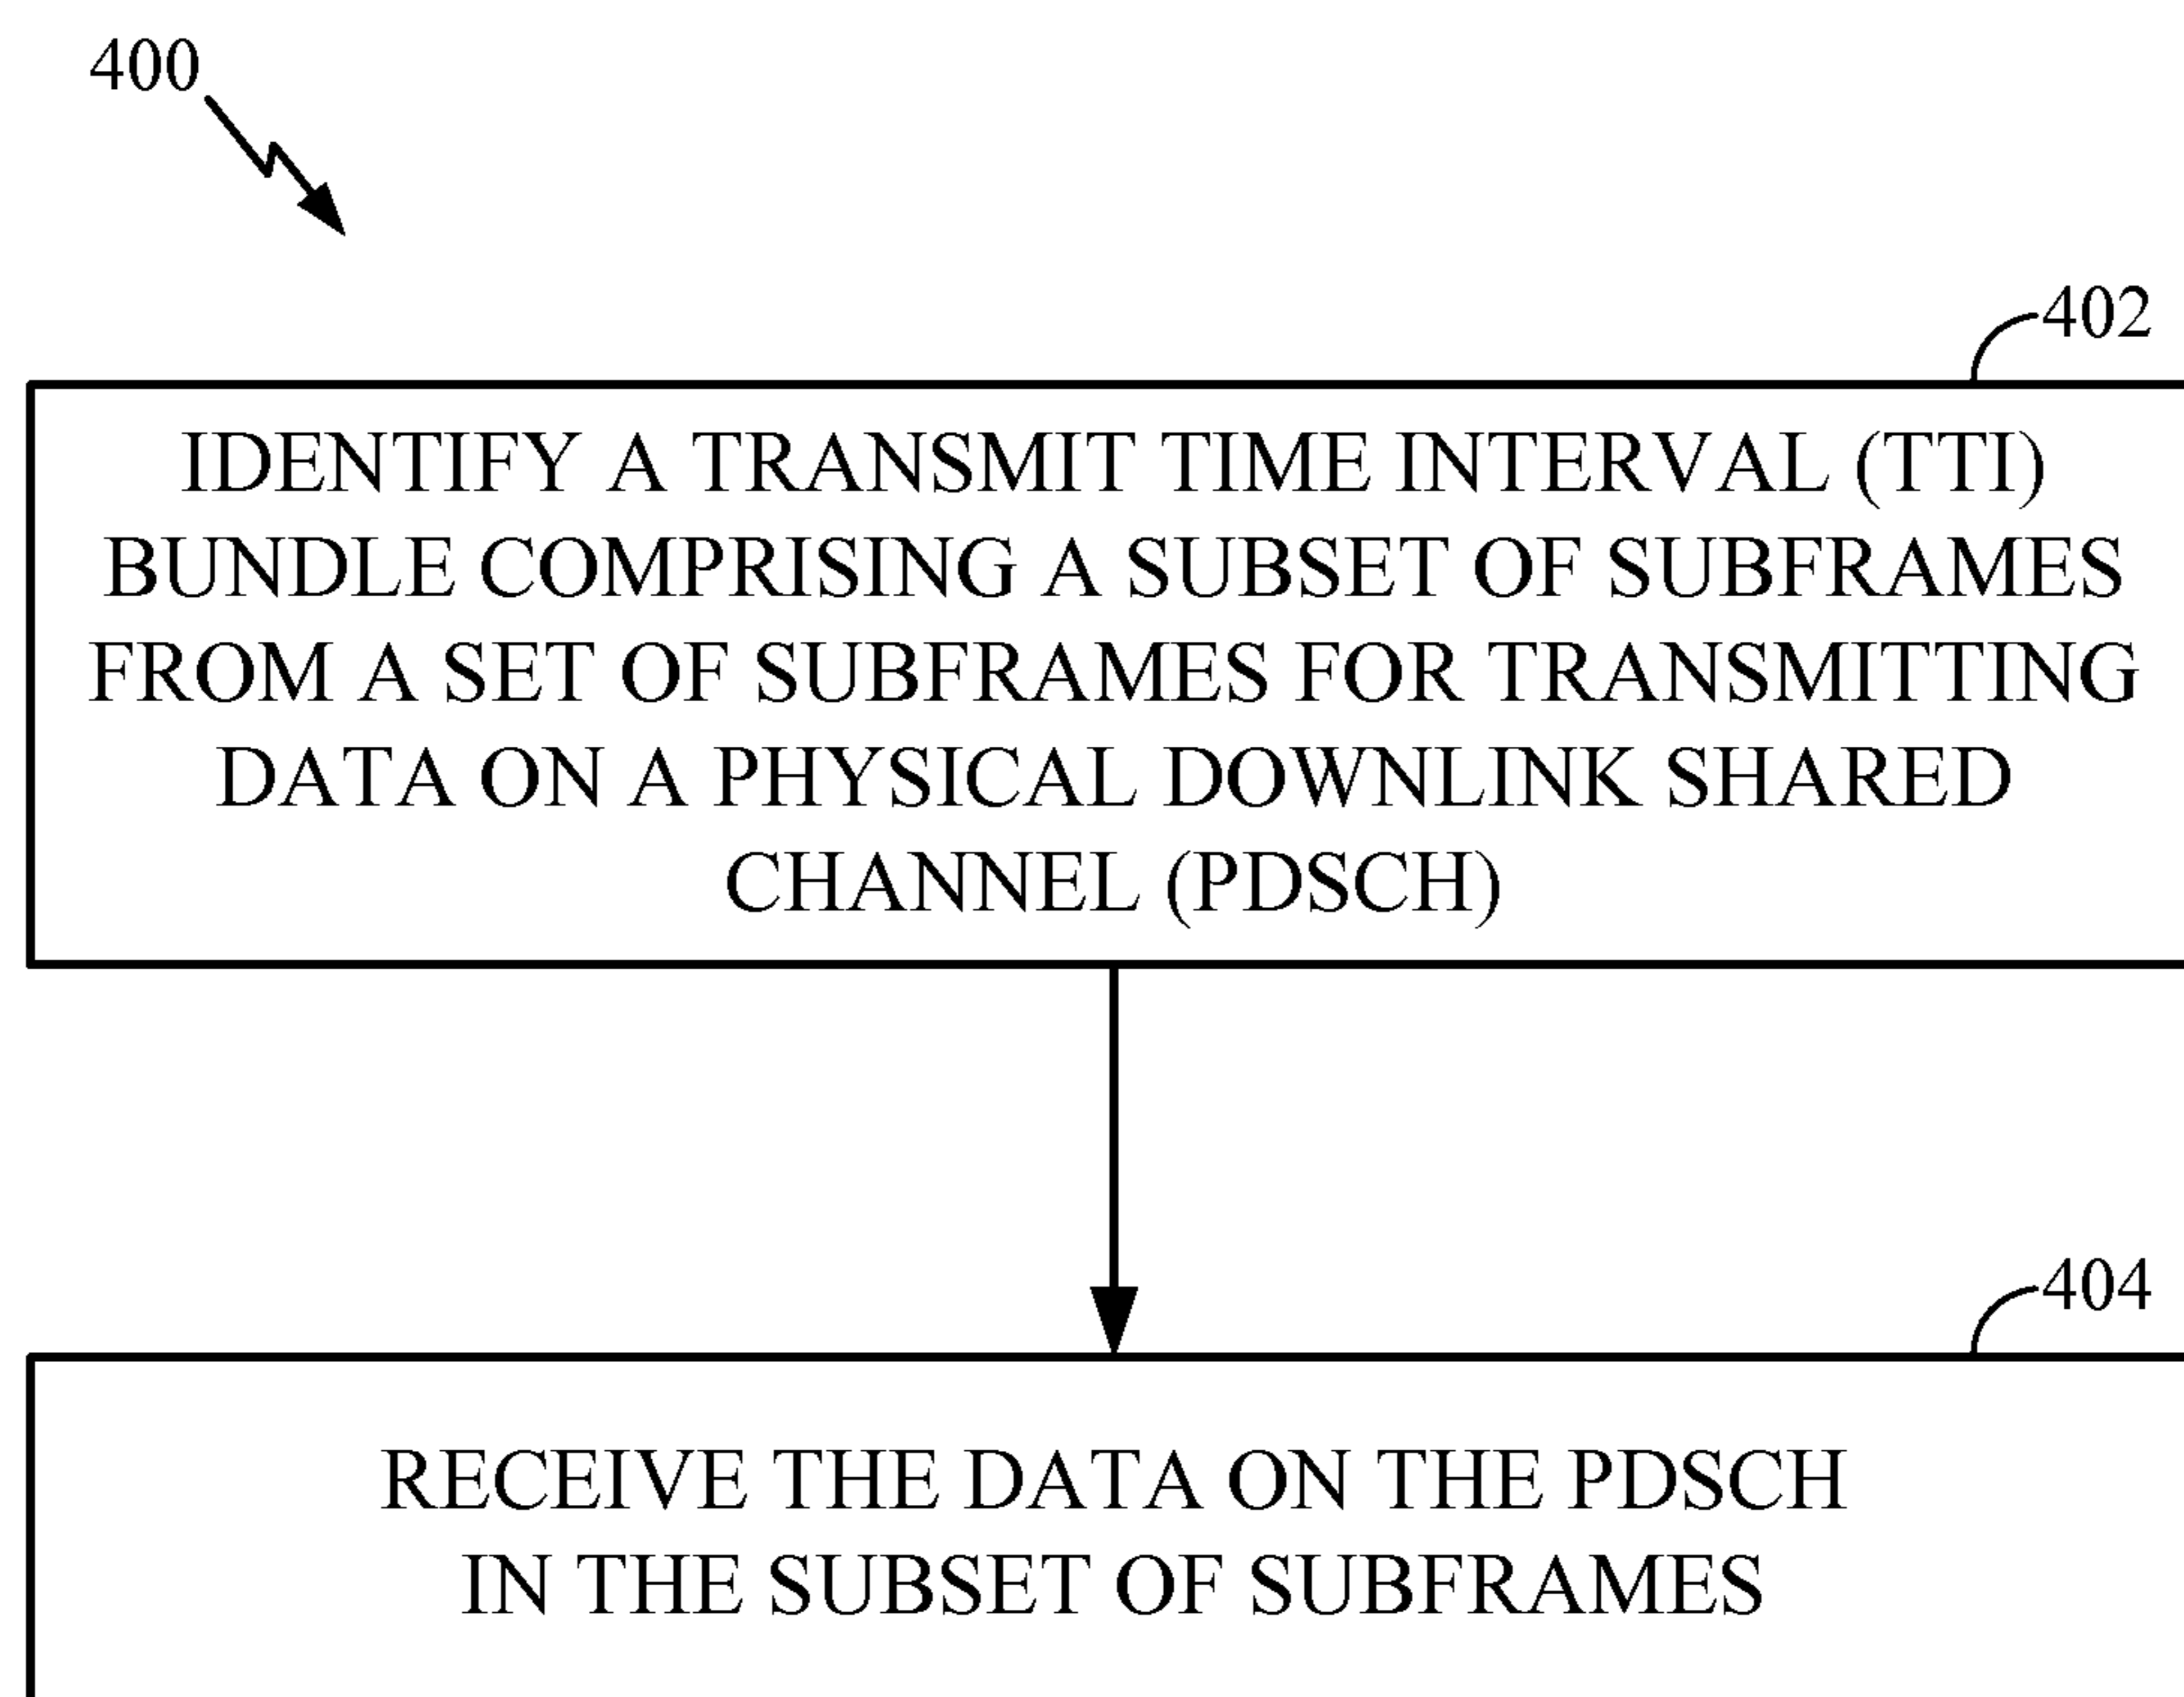 400
402
IDENTIFY A TRANSMIT TIME INTERVAL (TTI)
BUNDLE COMPRISING A SUBSET OF SUBFRAMES
FROM A SET OF SUBFRAMES FOR TRANSMITTING
DATA ON A PHYSICAL DOWNLINK SHARED
CHANNEL (PDSCH)
404
RECEIVE THE DATA ON THE PDSCH
IN THE SUBSET OF SUBFRAMES